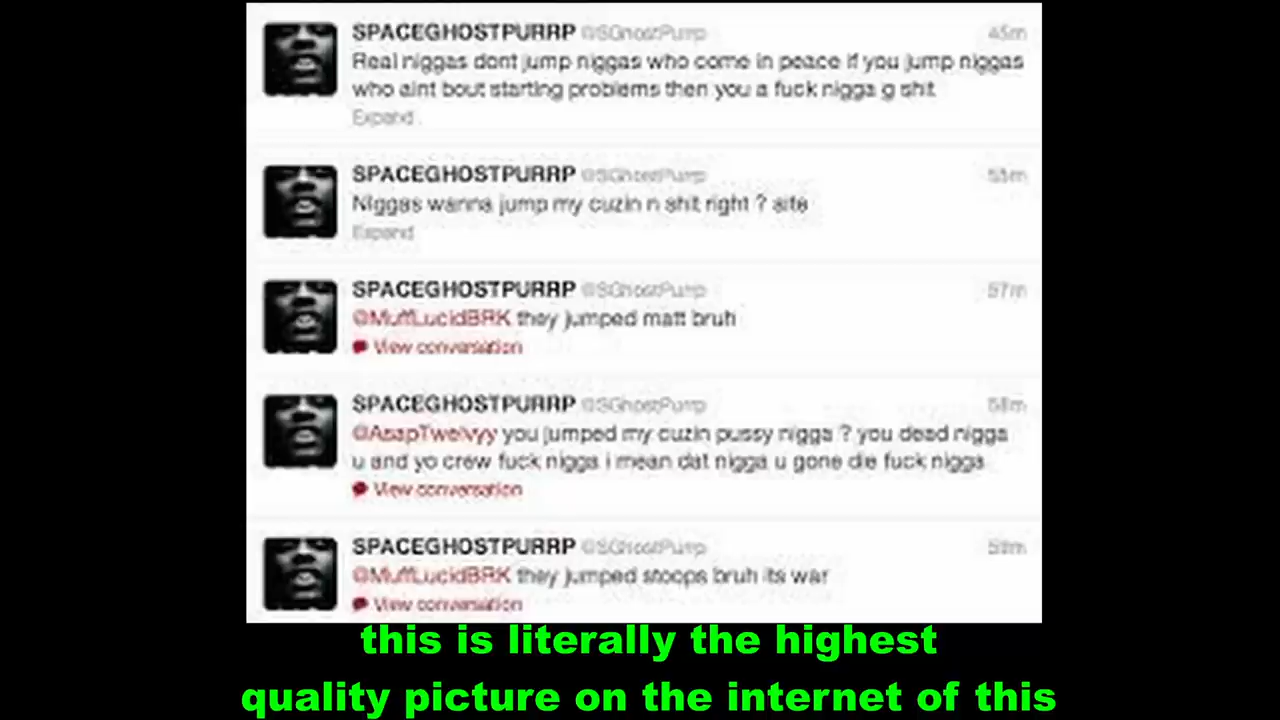 SPACEGHOSTPURRP @SGhostPurrp 45m
Real niggas dont jump niggas who come in peace if you jump niggas
who aint bout starting problems then you a fuck nigga g shit
Expand
SPACEGHOSTPURRP @SGhostPurrp 55m
Niggas wanna jump my cuzin n shit right ? aite
Expand
SPACEGHOSTPURRP @SGhostPurrp 57m
@MuffLucidBRK they jumped matt bruh
View conversation
SPACEGHOSTPURRP @SGhostPurrp 58m
@AsapTwelvyy you jumped my cuzin pussy nigga ? you dead nigga
u and yo crew fuck nigga i mean dat nigga u gone die fuck nigga
View conversation
SPACEGHOSTPURRP @SGhostPurrp 59m
@MuffLucidBRK they jumped stoops bruh its war
View conversation
this is literally the highest
quality picture on the internet of this